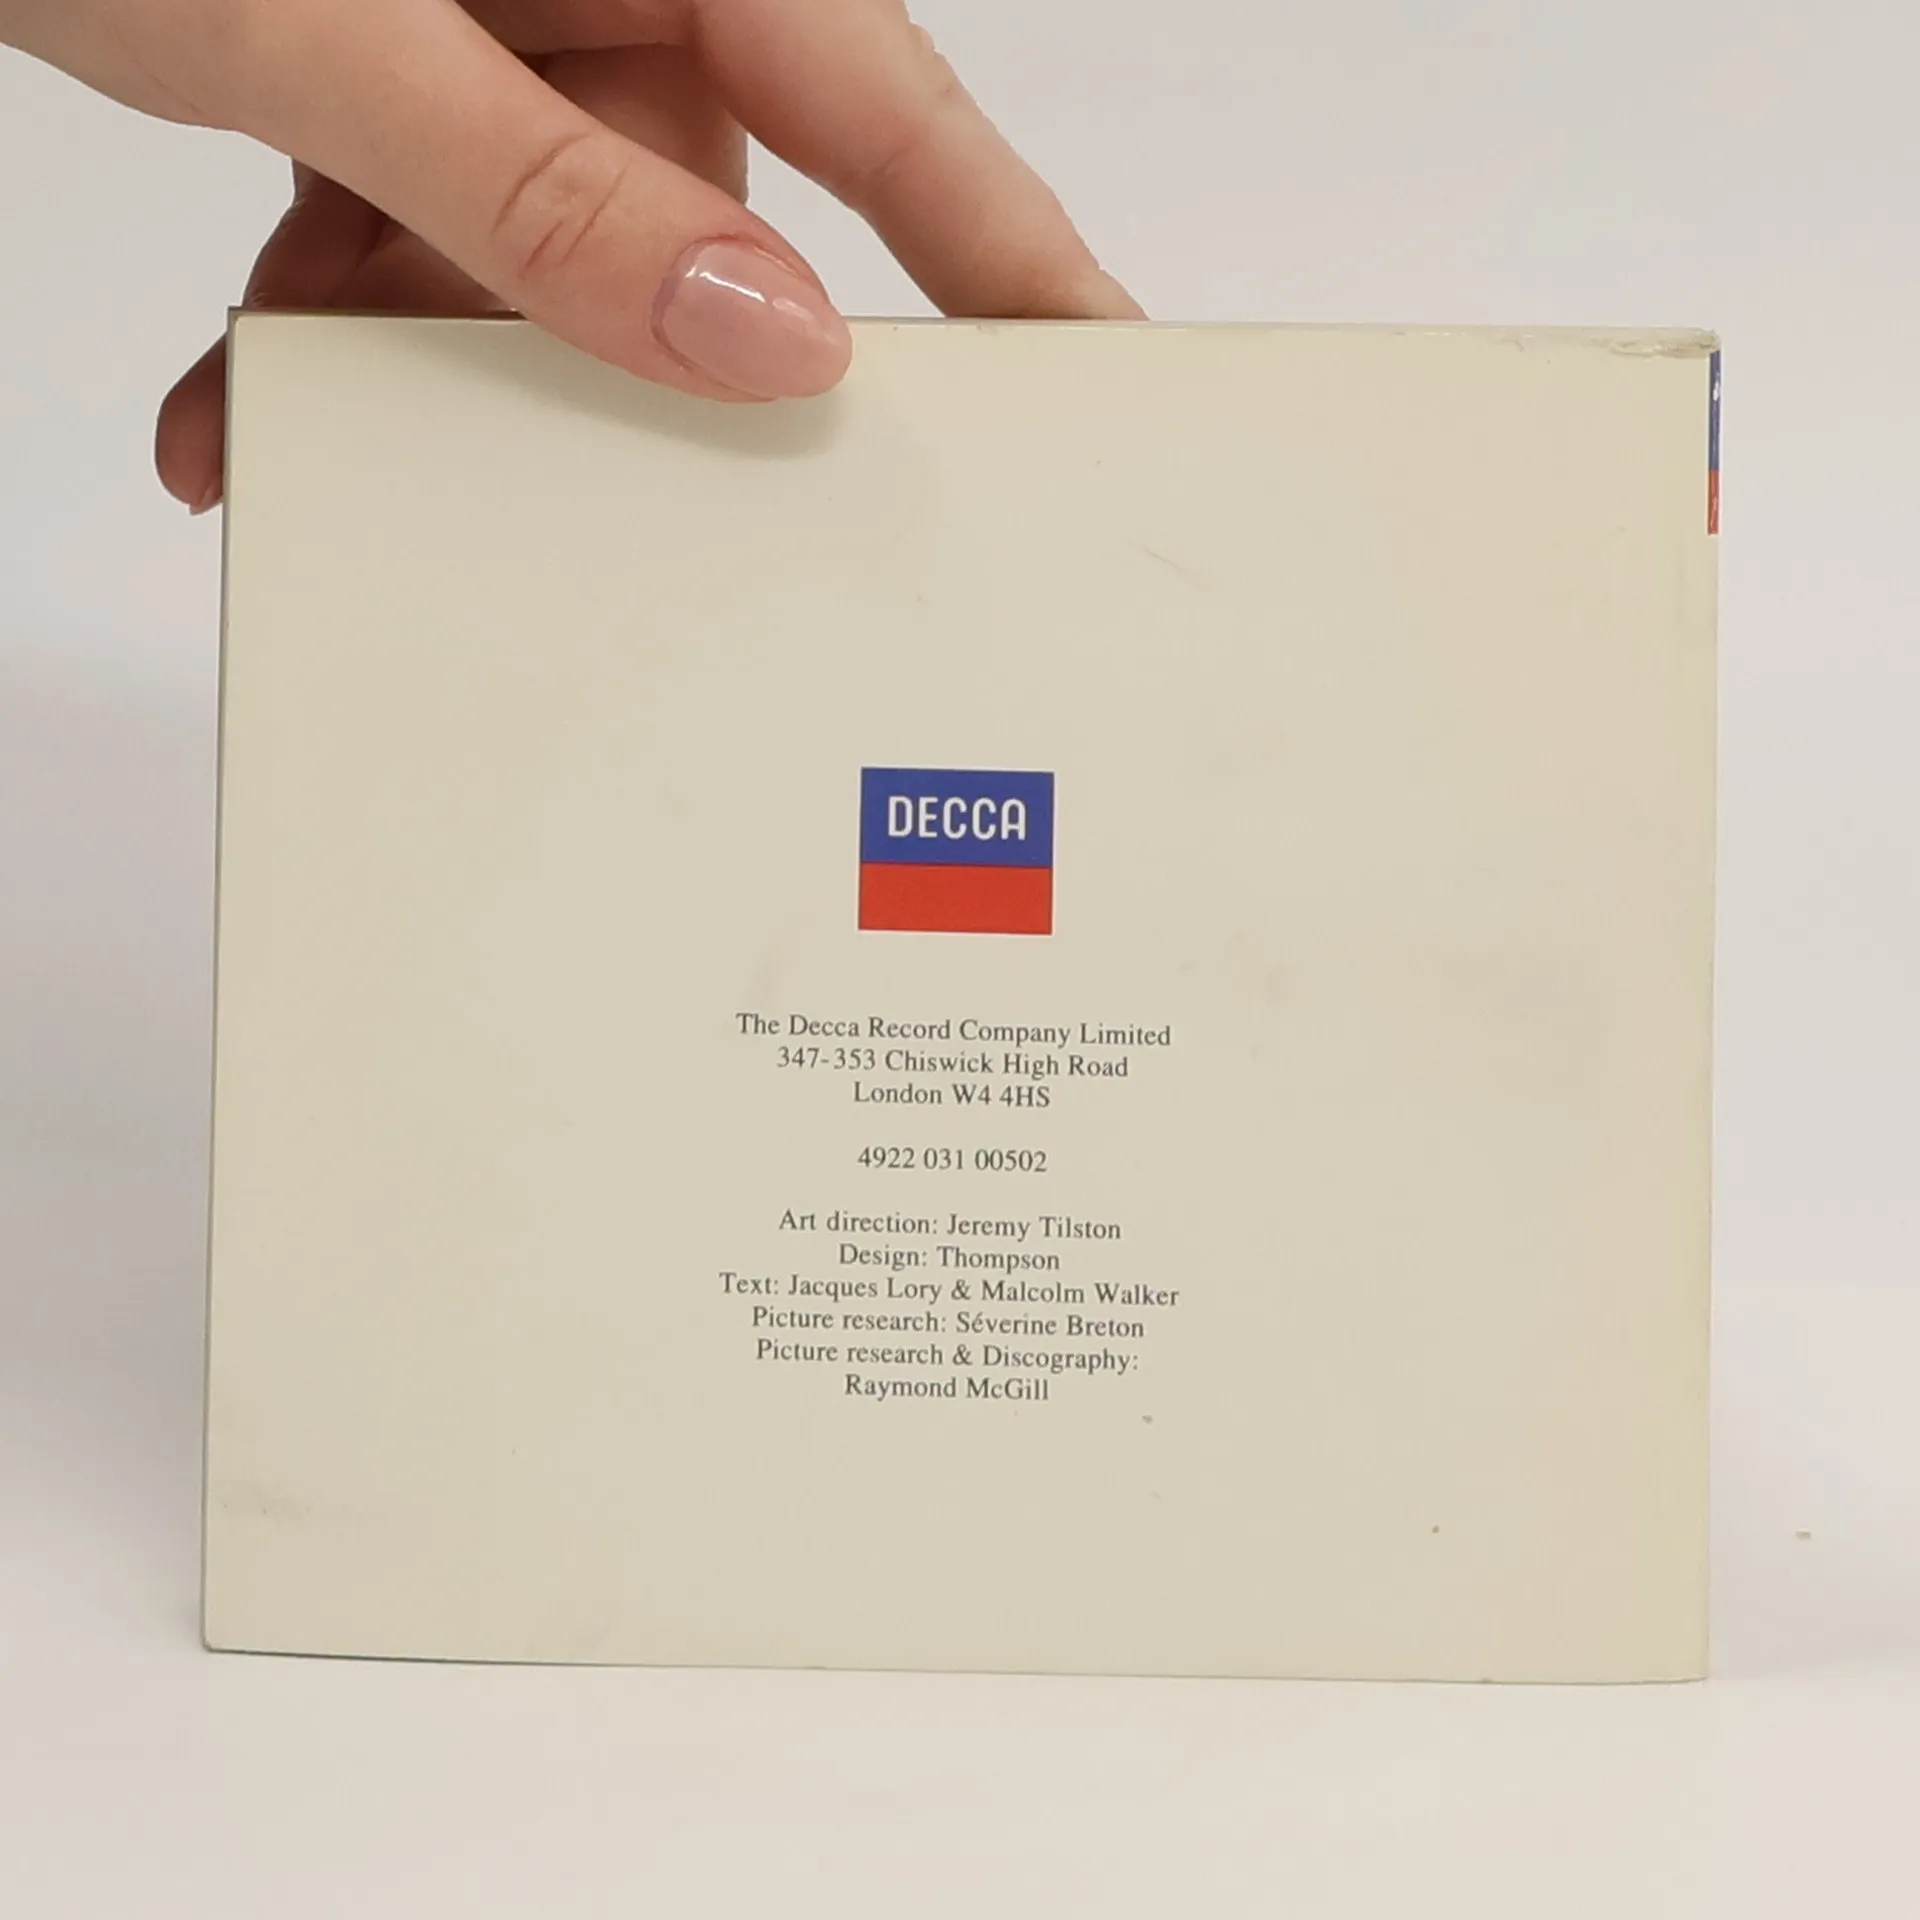 DECCA
The Decca Record Company Limited
347-353 Chiswick High Road
London W4 4HS
4922 031 00502
Art direction: Jeremy Tilston
Design: Thompson
Text: Jacques Lory & Malcolm Walker
Picture research: Séverine Breton
Picture research & Discography:
Raymond McGill